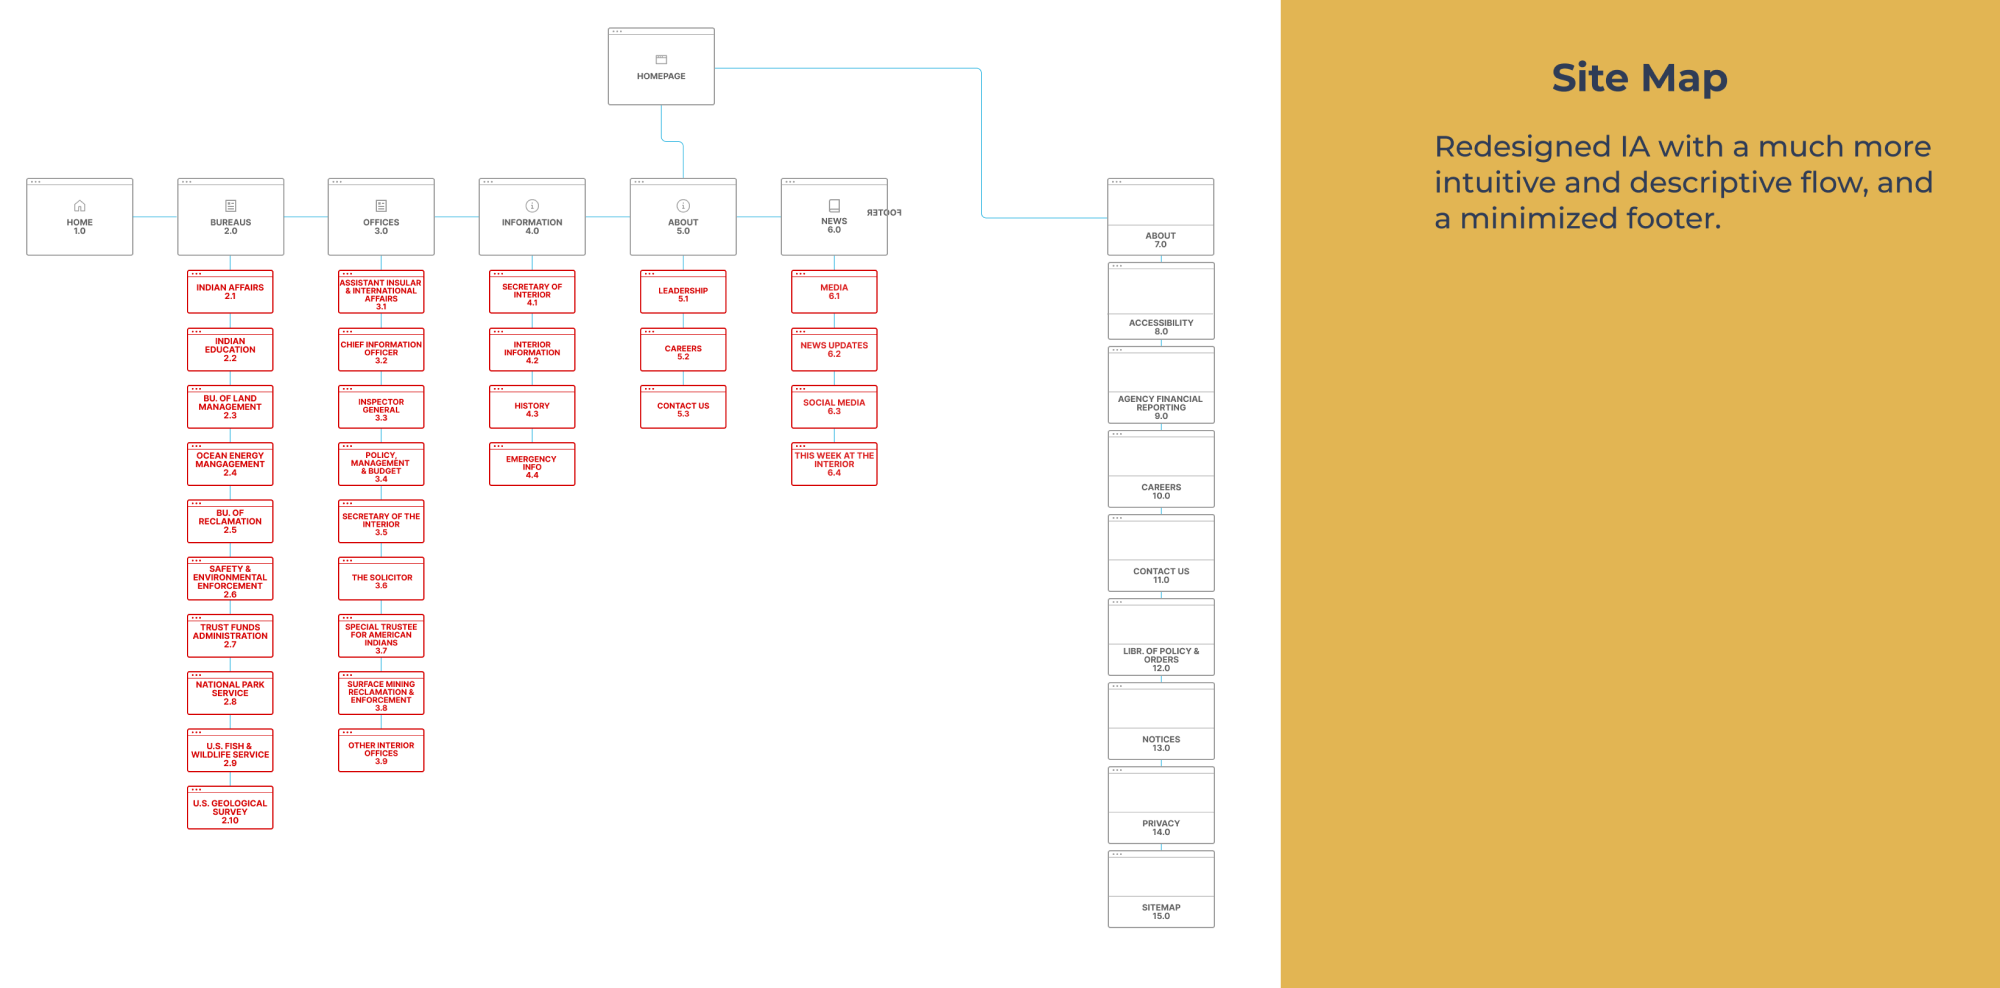 HOMEPAGE
HOME
1.0
BUREAUS
2.0
OFFICES
3.0
INFORMATION
4.0
ABOUT
5.0
NEWS
6.0
FOOTER
INDIAN AFFAIRS
2.1
INDIAN
EDUCATION
2.2
BU. OF LAND
MANAGEMENT
2.3
OCEAN ENERGY
MANGAGEMENT
2.4
BU. OF
RECLAMATION
2.5
SAFETY &
ENVIRONMENTAL
ENFORCEMENT
2.6
TRUST FUNDS
ADMINISTRATION
2.7
NATIONAL PARK
SERVICE
2.8
U.S. FISH &
WILDLIFE SERVICE
2.9
U.S. GEOLOGICAL
SURVEY
2.10
ASSISTANT INSULAR
& INTERNATIONAL
AFFAIRS
3.1
CHIEF INFORMATION
OFFICER
3.2
INSPECTOR
GENERAL
3.3
POLICY,
MANAGEMENT
& BUDGET
3.4
SECRETARY OF THE
INTERIOR
3.5
THE SOLICITOR
3.6
SPECIAL TRUSTEE
FOR AMERICAN
INDIANS
3.7
SURFACE MINING
RECLAMATION &
ENFORCEMENT
3.8
OTHER INTERIOR
OFFICES
3.9
SECRETARY OF
INTERIOR
4.1
INTERIOR
INFORMATION
4.2
HISTORY
4.3
EMERGENCY
INFO
4.4
LEADERSHIP
5.1
CAREERS
5.2
CONTACT US
5.3
MEDIA
6.1
NEWS UPDATES
6.2
SOCIAL MEDIA
6.3
THIS WEEK AT THE
INTERIOR
6.4
ABOUT
7.0
ACCESSIBILITY
8.0
AGENCY FINANCIAL
REPORTING
9.0
CAREERS
10.0
CONTACT US
11.0
LIBR. OF POLICY &
ORDERS
12.0
NOTICES
13.0
PRIVACY
14.0
SITEMAP
15.0
Site Map
Redesigned IA with a much more
intuitive and descriptive flow, and
a minimized footer.